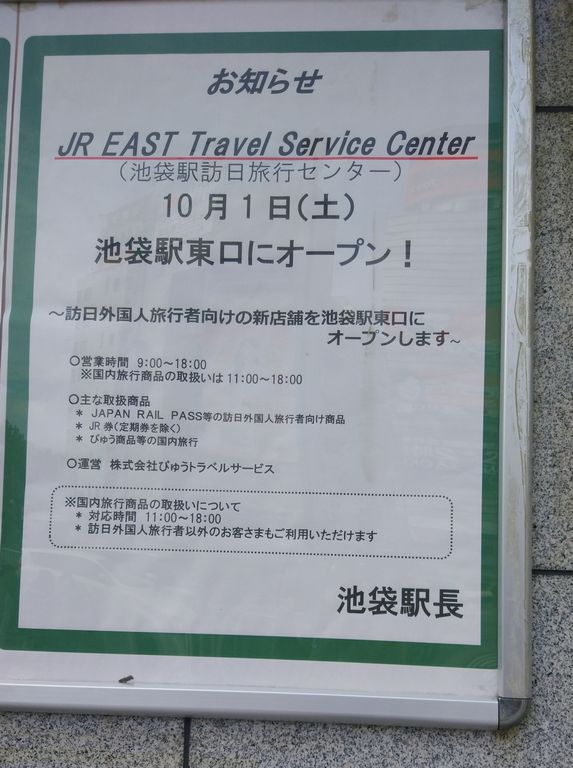 お知らせ
JR EAST Travel Service Center
（池袋駅訪日旅行センター）
10月1日（土）
池袋駅東口にオープン！
～訪日外国人旅行者向けの新店舗を池袋駅東口に
オープンします～
○営業時間 9:00～18:00
※国内旅行商品の取扱いは11:00～18:00
○主な取扱商品
* JAPAN RAIL PASS等の訪日外国人旅行者向け商品
* JR券（定期券を除く）
* びゅう商品等の国内旅行
○運営 株式会社びゅうトラベルサービス
※国内旅行商品の取扱いについて
* 対応時間 11:00～18:00
* 訪日外国人旅行者以外のお客さまもご利用いただけます
池袋駅長